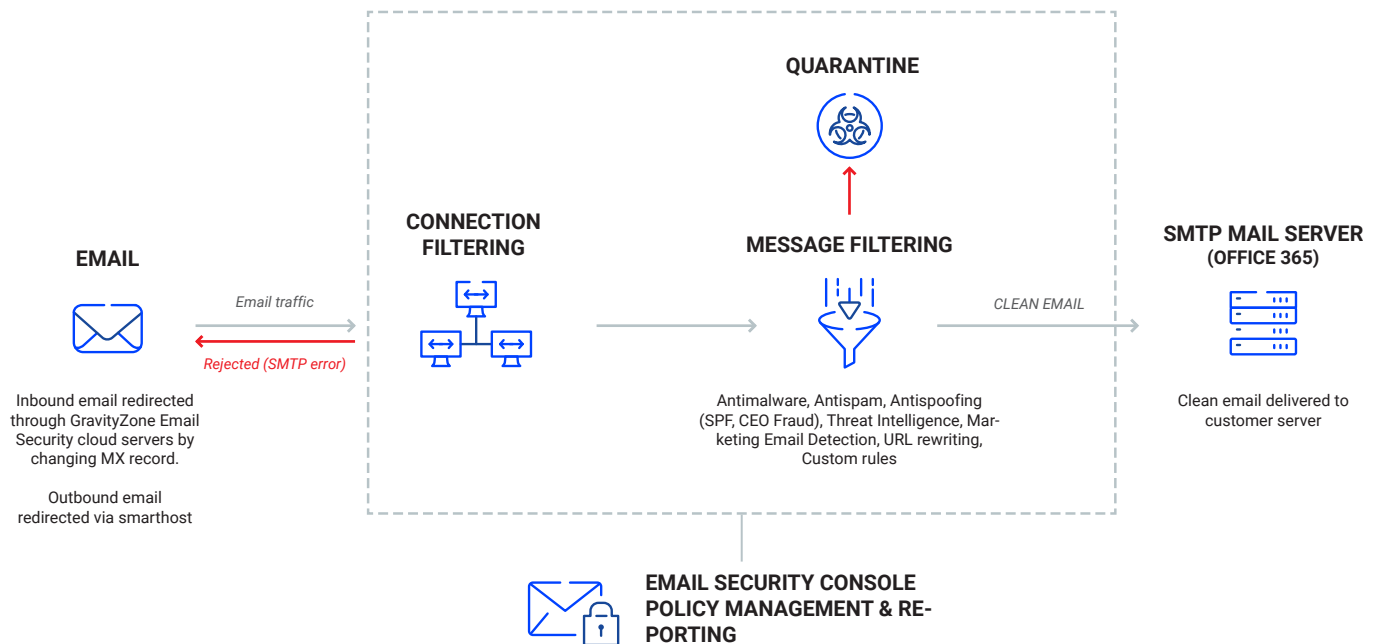 QUARANTINE
CONNECTION
FILTERING
MESSAGE FILTERING
SMTP MAIL SERVER
(OFFICE 365)
EMAIL
Email traffic
CLEAN EMAIL
Rejected (SMTP error)
Inbound email redirected
through GravityZone Email
Security cloud servers by
changing MX record.
Outbound email
redirected via smarthost
Antimalware, Antispam, Antispoofing
(SPF, CEO Fraud), Threat Intelligence, Mar-
keting Email Detection, URL rewriting,
Custom rules
Clean email delivered to
customer server
EMAIL SECURITY CONSOLE
POLICY MANAGEMENT & RE-
PORTING